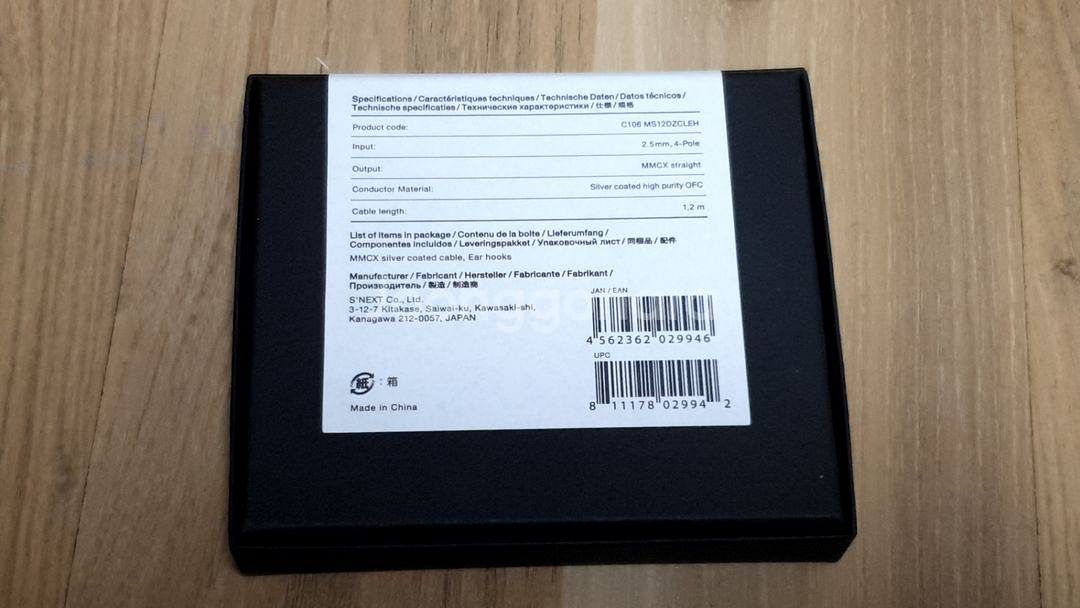 Specifications / Caractéristiques techniques / Technische Daten / Datos técnicos /
Technische specificaties / Технические характеристики / 仕様 / 规格
Product code: C106 MS12DZCLEH
Input: 2.5mm, 4-Pole
Output: MMCX straight
Conductor Material: Silver coated high purity OFC
Cable length: 1,2 m
List of items in package / Contenu de la boîte / Lieferumfang /
Componentes incluidos / Leveringspakket / Упаковочный лист / 同梱品 / 配件
MMCX silver coated cable, Ear hooks
Manufacturer / Fabricant / Hersteller / Fabricante / Fabrikant /
Производитель / 製造 / 制造商
S'NEXT Co., Ltd.
3-12-7 Kitakase, Saiwai-ku, Kawasaki-shi,
Kanagawa 212-0057, JAPAN
JAN / EAN
4 562362 029946
UPC
8 11178 02994 2
紙 : 箱
Made in China